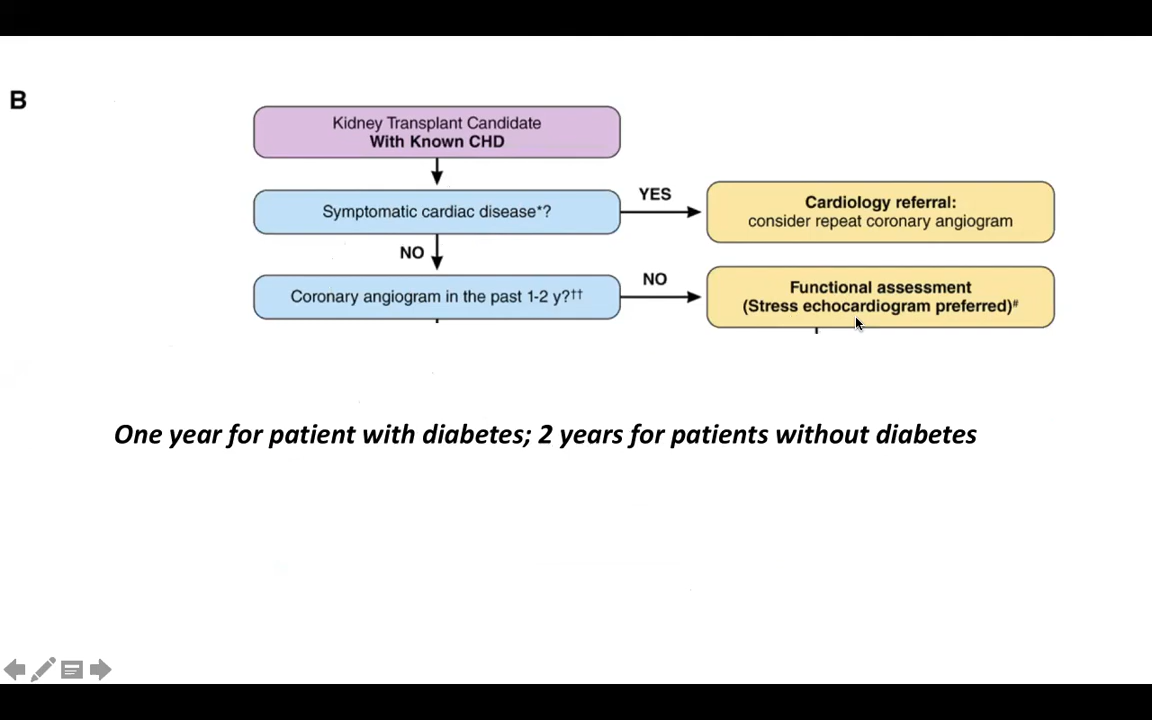 B
Kidney Transplant Candidate
With Known CHD
Symptomatic cardiac disease*?
YES
Cardiology referral:
consider repeat coronary angiogram
NO
Coronary angiogram in the past 1-2 y?††
NO
Functional assessment
(Stress echocardiogram preferred)#
One year for patient with diabetes; 2 years for patients without diabetes